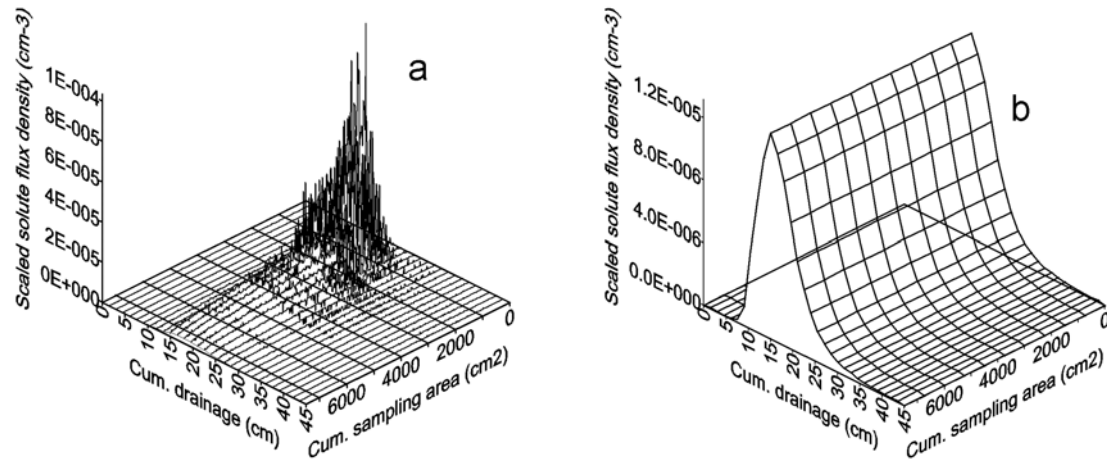 a
Scaled solute flux density (cm-3)
1E-004
8E-005
6E-005
4E-005
2E-005
0E+000
0
5
10
15
20
25
30
35
40
45
Cum. drainage (cm)
6000
4000
2000
0
Cum. sampling area (cm2)
b
Scaled solute flux density (cm-3)
1.2E-005
8.0E-006
4.0E-006
0.0E+000
0
5
10
15
20
25
30
35
40
45
Cum. drainage (cm)
6000
4000
2000
0
Cum. sampling area (cm2)